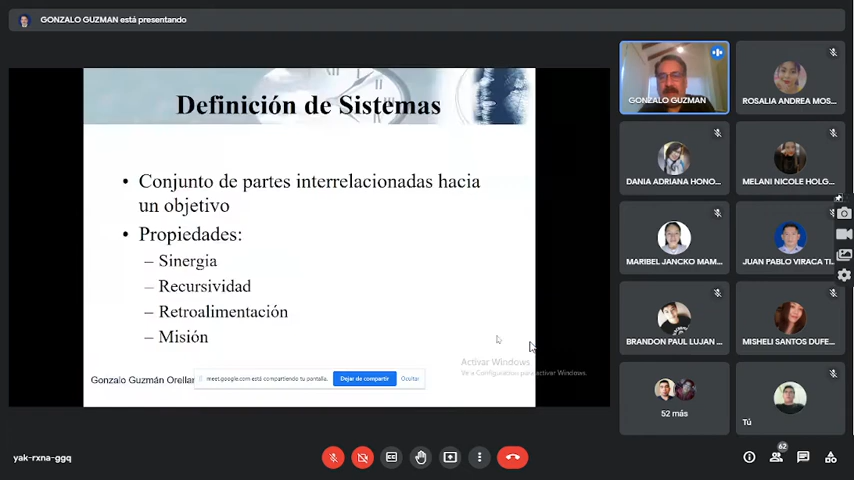 GONZALO GUZMAN está presentando
Definición de Sistemas
• Conjunto de partes interrelacionadas hacia
un objetivo
• Propiedades:
– Sinergia
– Recursividad
– Retroalimentación
– Misión
Gonzalo Guzmán Orellan
meet.google.com está compartiendo tu pantalla.
Dejar de compartir
Ocultar
Activar Windows
Ve a Configuración para activar Windows.
GONZALO GUZMAN
ROSALIA ANDREA MOS...
DANIA ADRIANA HONO...
MELANI NICOLE HOLG...
MARIBEL JANCKO MAM...
JUAN PABLO VIRACA TI...
BRANDON PAUL LUJAN ...
MISHELI SANTOS DUFE...
52 más
Tú
yak-rxna-ggq
62